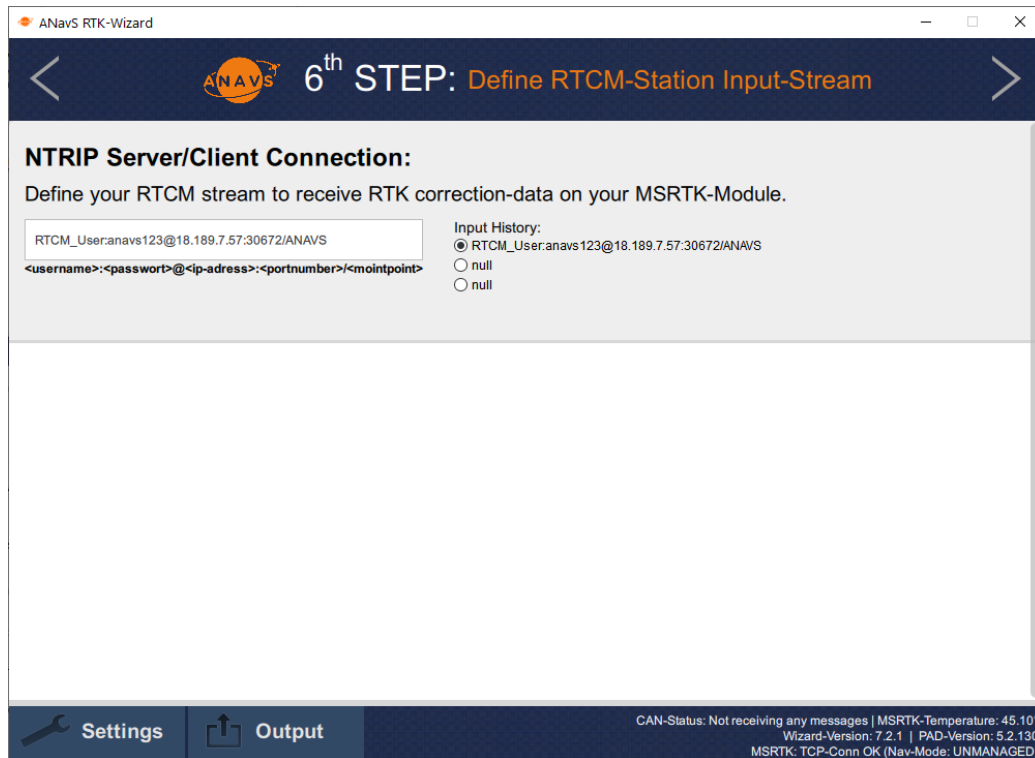 ANavS RTK-Wizard
ANAVS 6th STEP: Define RTCM-Station Input-Stream
NTRIP Server/Client Connection:
Define your RTCM stream to receive RTK correction-data on your MSRTK-Module.
RTCM_User:anavs123@18.189.7.57:30672/ANAVS
<username>:<passwort>@<ip-adress>:<portnumber>/<mointpoint>
Input History:
RTCM_User:anavs123@18.189.7.57:30672/ANAVS
null
null
Settings
Output
CAN-Status: Not receiving any messages | MSRTK-Temperature: 45.10
Wizard-Version: 7.2.1 | PAD-Version: 5.2.130
MSRTK: TCP-Conn OK (Nav-Mode: UNMANAGED